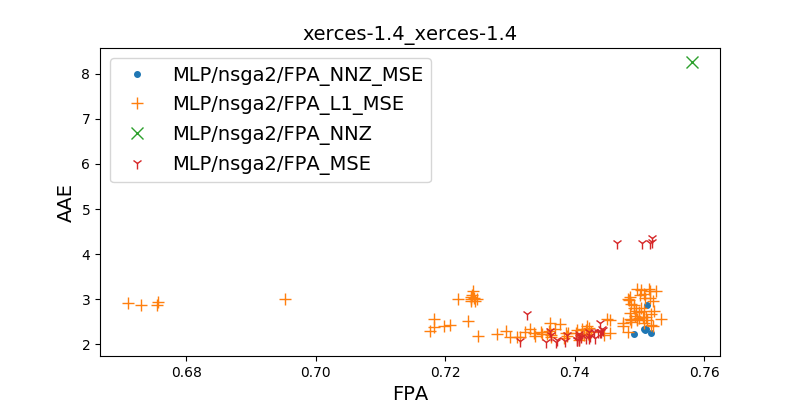 xerces-1.4_xerces-1.4
MLP/nsga2/FPA_NNZ_MSE
MLP/nsga2/FPA_L1_MSE
MLP/nsga2/FPA_NNZ
MLP/nsga2/FPA_MSE
AAE
8
7
6
5
4
3
2
0.68 0.70 0.72 0.74 0.76
FPA